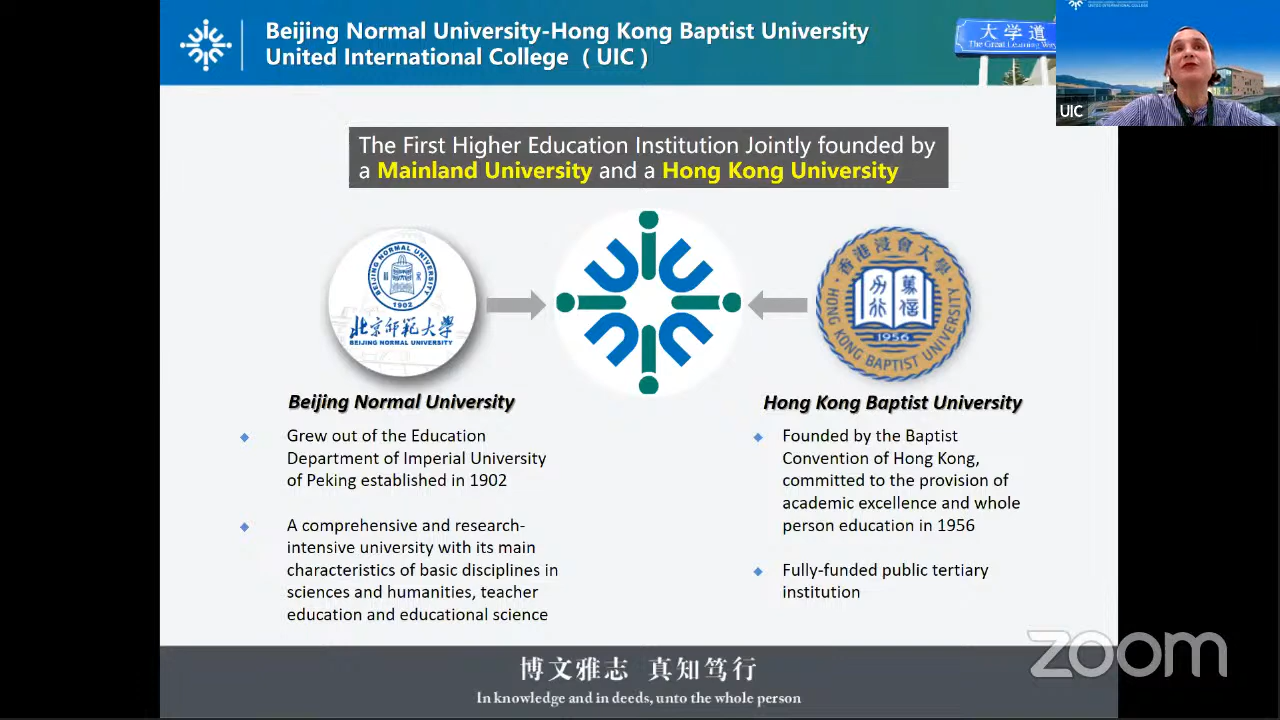 Beijing Normal University-Hong Kong Baptist University
United International College （UIC）
大学道
The Great Learning Way
UIC
The First Higher Education Institution Jointly founded by
a Mainland University and a Hong Kong University
BEIJING NORMAL UNIVERSITY
1902
北京师范大学
BEIJING NORMAL UNIVERSITY
香港浸會大學
篤信
力行
1956
HONG KONG BAPTIST UNIVERSITY
Beijing Normal University
Grew out of the Education
Department of Imperial University
of Peking established in 1902
A comprehensive and research-
intensive university with its main
characteristics of basic disciplines in
sciences and humanities, teacher
education and educational science
Hong Kong Baptist University
Founded by the Baptist
Convention of Hong Kong,
committed to the provision of
academic excellence and whole
person education in 1956
Fully-funded public tertiary
institution
zoom
博文雅志 真知笃行
In knowledge and in deeds, unto the whole person